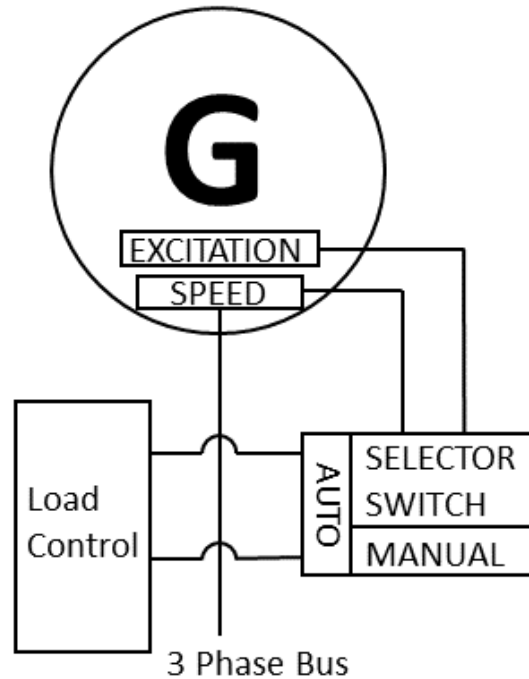 G
EXCITATION
SPEED
Load
Control
AUTO
SELECTOR
SWITCH
MANUAL
3 Phase Bus